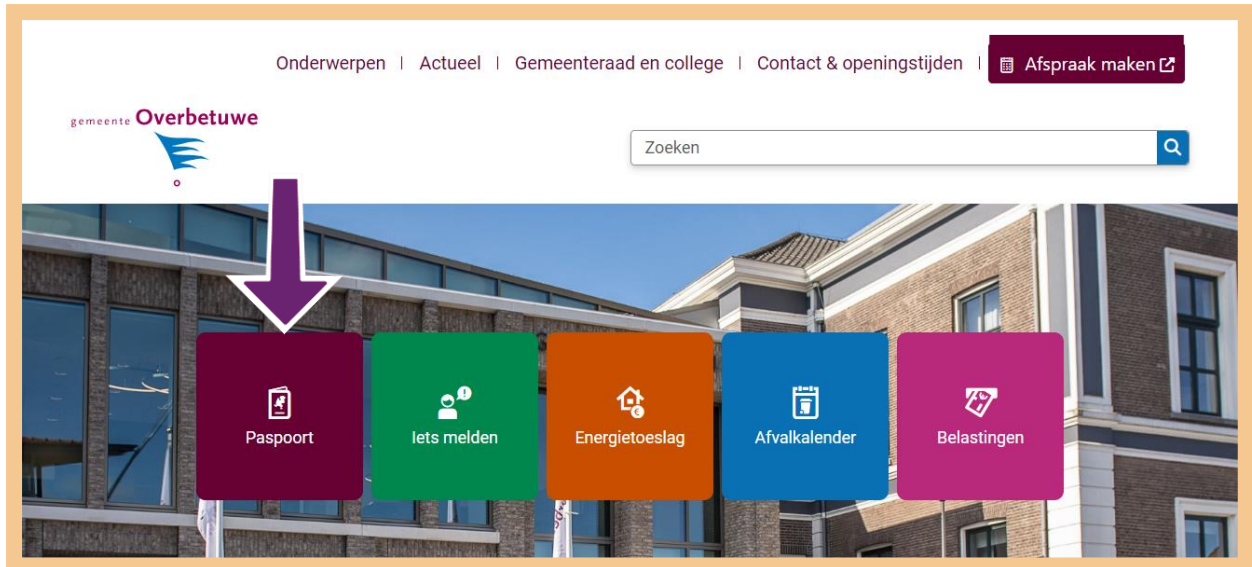 Onderwerpen | Actueel | Gemeenteraad en college | Contact & openingstijden | Afspraak maken
gemeente Overbetuwe
Zoeken
Paspoort Iets melden Energietoeslag Afvalkalender Belastingen